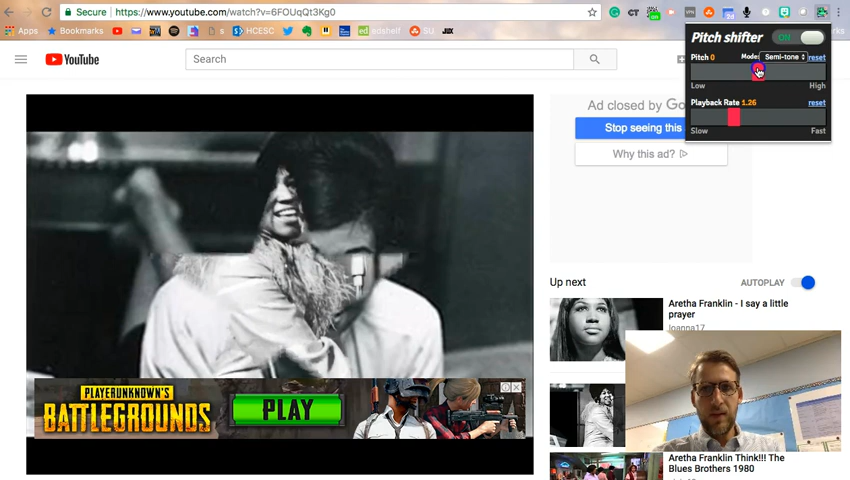 Secure https://www.youtube.com/watch?v=6FOUqQt3Kg0
Apps Bookmarks s HCESC edshelf SU
Pitch shifter ON
Pitch 0 Mode: Semi-tone reset
Low High
Playback Rate 1.26 reset
Slow Fast
YouTube
Search
Ad closed by Go
Stop seeing this
Why this ad?
Up next AUTOPLAY
Aretha Franklin - I say a little
prayer
Joanna17
PLAYERUNKNOWN'S
BATTLEGROUNDS
PLAY
Aretha Franklin Think!!! The
Blues Brothers 1980